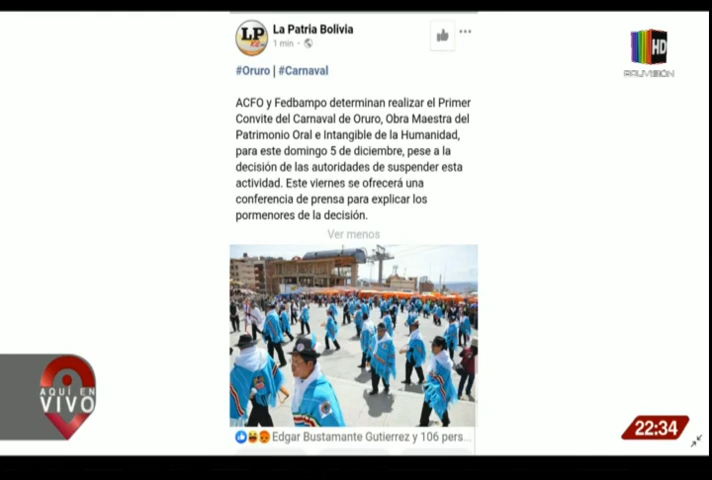 LP
La Patria Bolivia
1 min
#Oruro | #Carnaval
ACFO y Fedbampo determinan realizar el Primer
Convite del Carnaval de Oruro, Obra Maestra del
Patrimonio Oral e Intangible de la Humanidad,
para este domingo 5 de diciembre, pese a la
decisión de las autoridades de suspender esta
actividad. Este viernes se ofrecerá una
conferencia de prensa para explicar los
pormenores de la decisión.
Ver menos
Edgar Bustamante Gutierrez y 106 pers...
HD
BOLIVISIÓN
AQUÍ EN
VIVO
22:34